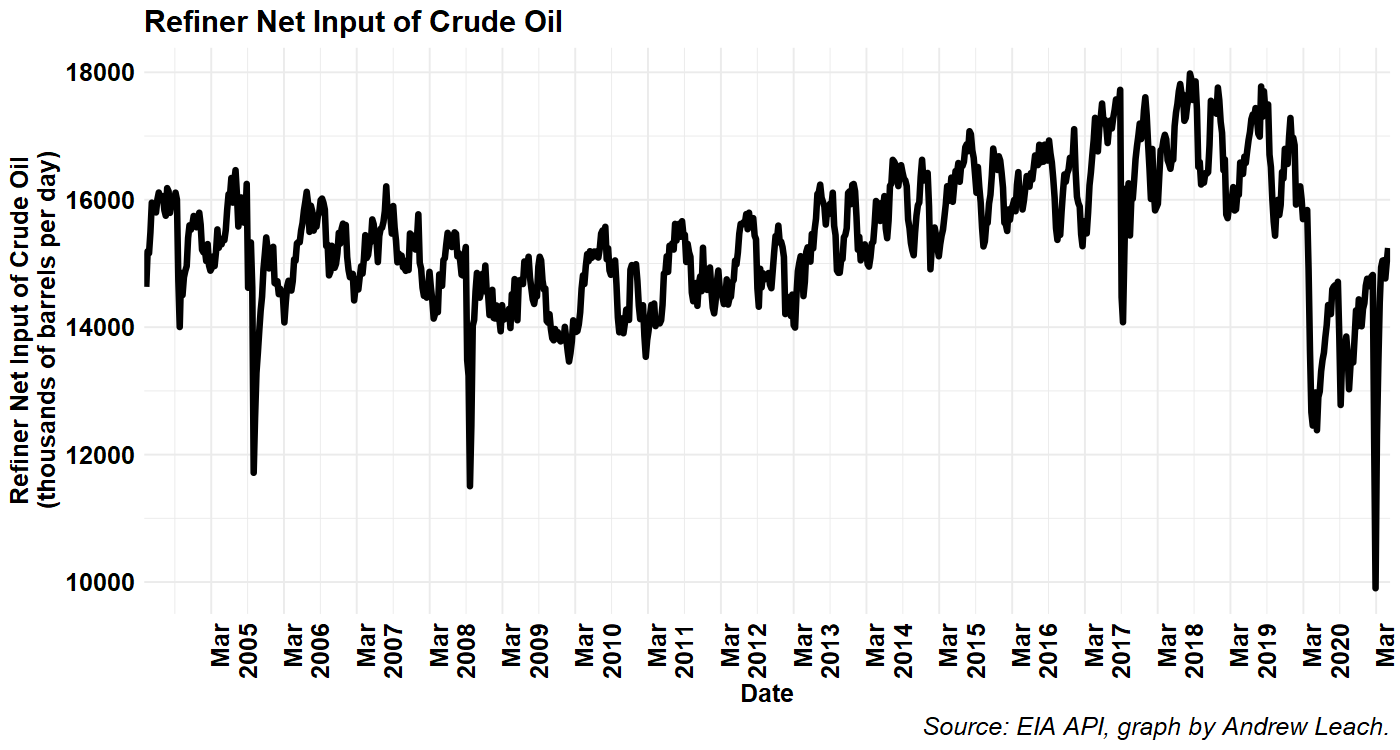 Refiner Net Input of Crude Oil
Refiner Net Input of Crude Oil
(thousands of barrels per day)
18000
16000
14000
12000
10000
Mar
2005
Mar
2006
Mar
2007
Mar
2008
Mar
2009
Mar
2010
Mar
2011
Mar
2012
Mar
2013
Mar
2014
Mar
2015
Mar
2016
Mar
2017
Mar
2018
Mar
2019
Mar
2020
Mar
Date
Source: EIA API, graph by Andrew Leach.